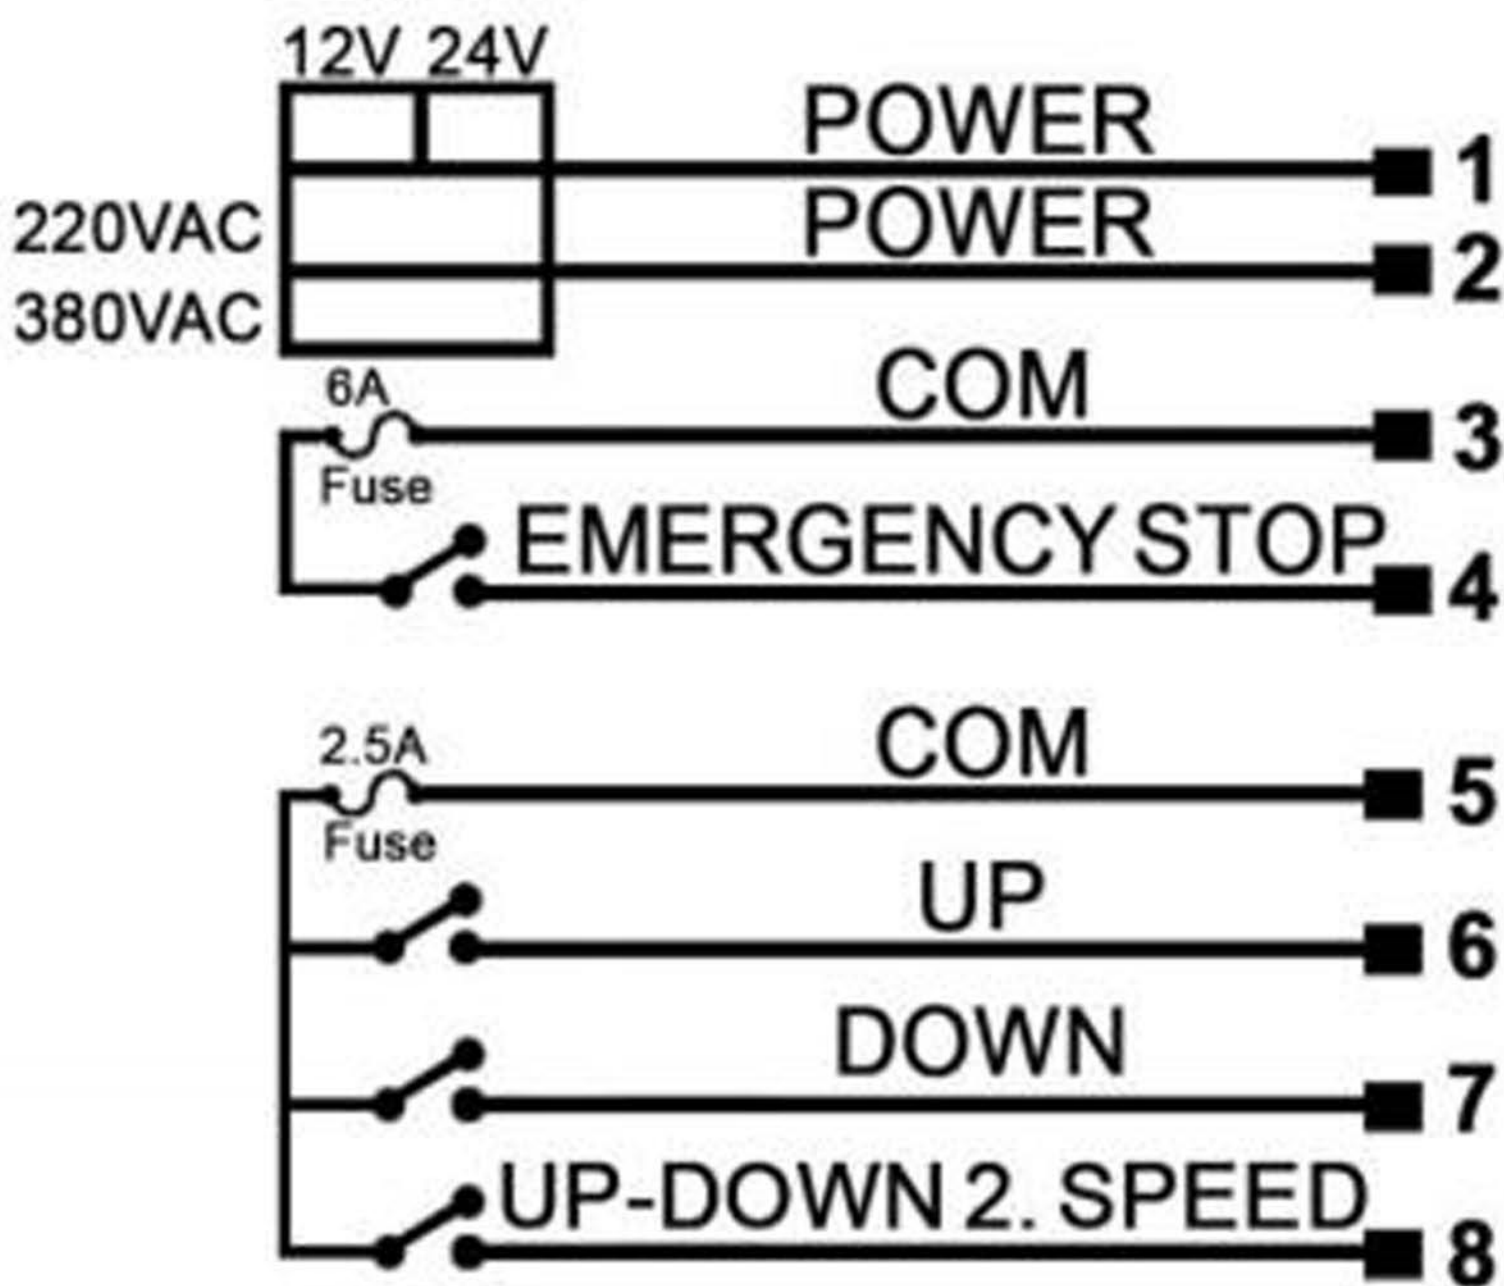 12V 24V
POWER
1
220VAC
POWER
2
380VAC
6A
COM
3
Fuse
EMERGENCY STOP
4
2.5A
COM
5
Fuse
UP
6
DOWN
7
UP-DOWN 2. SPEED
8